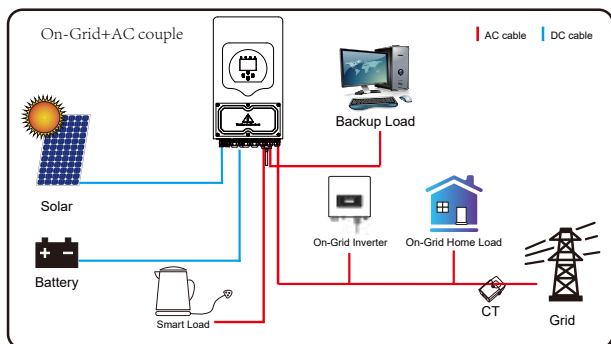 On-Grid+AC couple
AC cable
DC cable
Backup Load
Solar
On-Grid Inverter
On-Grid Home Load
Battery
Smart Load
CT
Grid